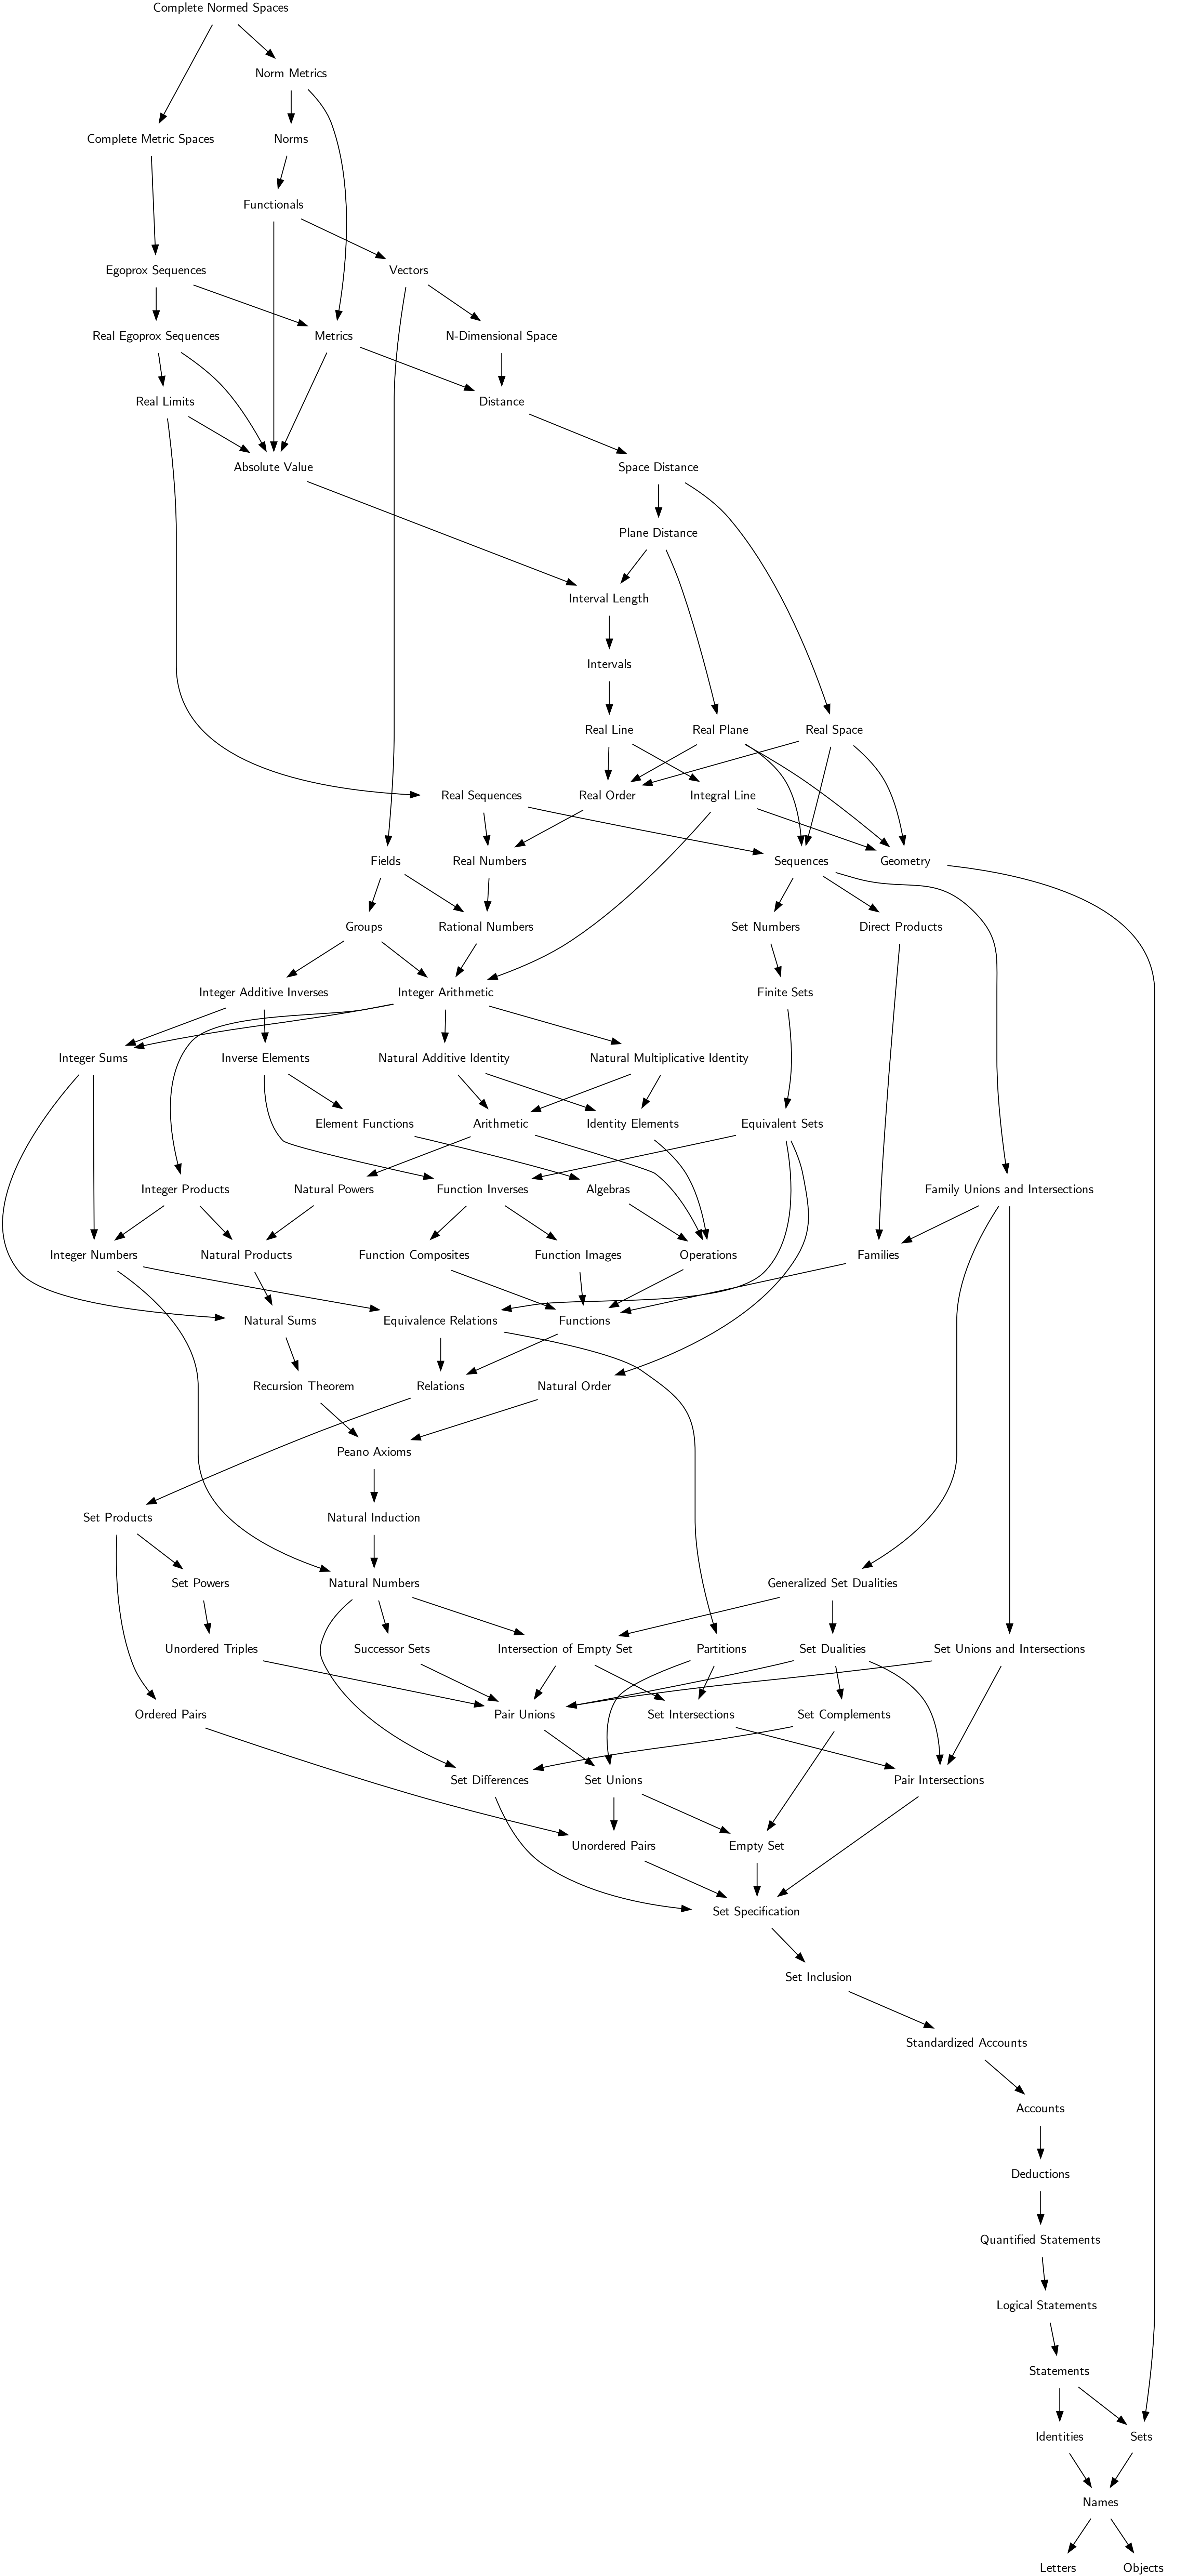 Complete Normed Spaces
Norm Metrics
Complete Metric Spaces
Norms
Functionals
Egoprox Sequences
Vectors
Real Egoprox Sequences
Metrics
N-Dimensional Space
Real Limits
Distance
Absolute Value
Space Distance
Plane Distance
Interval Length
Intervals
Real Line
Real Plane
Real Space
Real Sequences
Real Order
Integral Line
Fields
Real Numbers
Sequences
Geometry
Groups
Rational Numbers
Set Numbers
Direct Products
Integer Additive Inverses
Integer Arithmetic
Finite Sets
Integer Sums
Inverse Elements
Natural Additive Identity
Natural Multiplicative Identity
Element Functions
Arithmetic
Identity Elements
Equivalent Sets
Integer Products
Natural Powers
Function Inverses
Algebras
Family Unions and Intersections
Integer Numbers
Natural Products
Function Composites
Function Images
Operations
Families
Natural Sums
Equivalence Relations
Functions
Recursion Theorem
Relations
Natural Order
Peano Axioms
Set Products
Natural Induction
Set Powers
Natural Numbers
Generalized Set Dualities
Unordered Triples
Successor Sets
Intersection of Empty Set
Partitions
Set Dualities
Set Unions and Intersections
Ordered Pairs
Pair Unions
Set Intersections
Set Complements
Set Differences
Set Unions
Pair Intersections
Unordered Pairs
Empty Set
Set Specification
Set Inclusion
Standardized Accounts
Accounts
Deductions
Quantified Statements
Logical Statements
Statements
Identities
Sets
Names
Letters
Objects